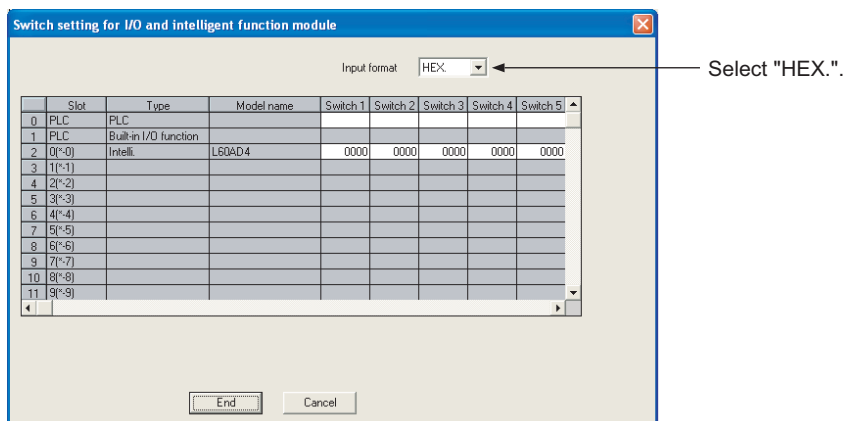 Switch setting for I/O and intelligent function module
Input format HEX. Select "HEX.".
Slot Type Model name Switch 1 Switch 2 Switch 3 Switch 4 Switch 5
0 PLC PLC
1 PLC Built-in I/O function
2 0(*-0) Intelli. L60AD4 0000 0000 0000 0000 0000
3 1(*-1)
4 2(*-2)
5 3(*-3)
6 4(*-4)
7 5(*-5)
8 6(*-6)
9 7(*-7)
10 8(*-8)
11 9(*-9)
End Cancel